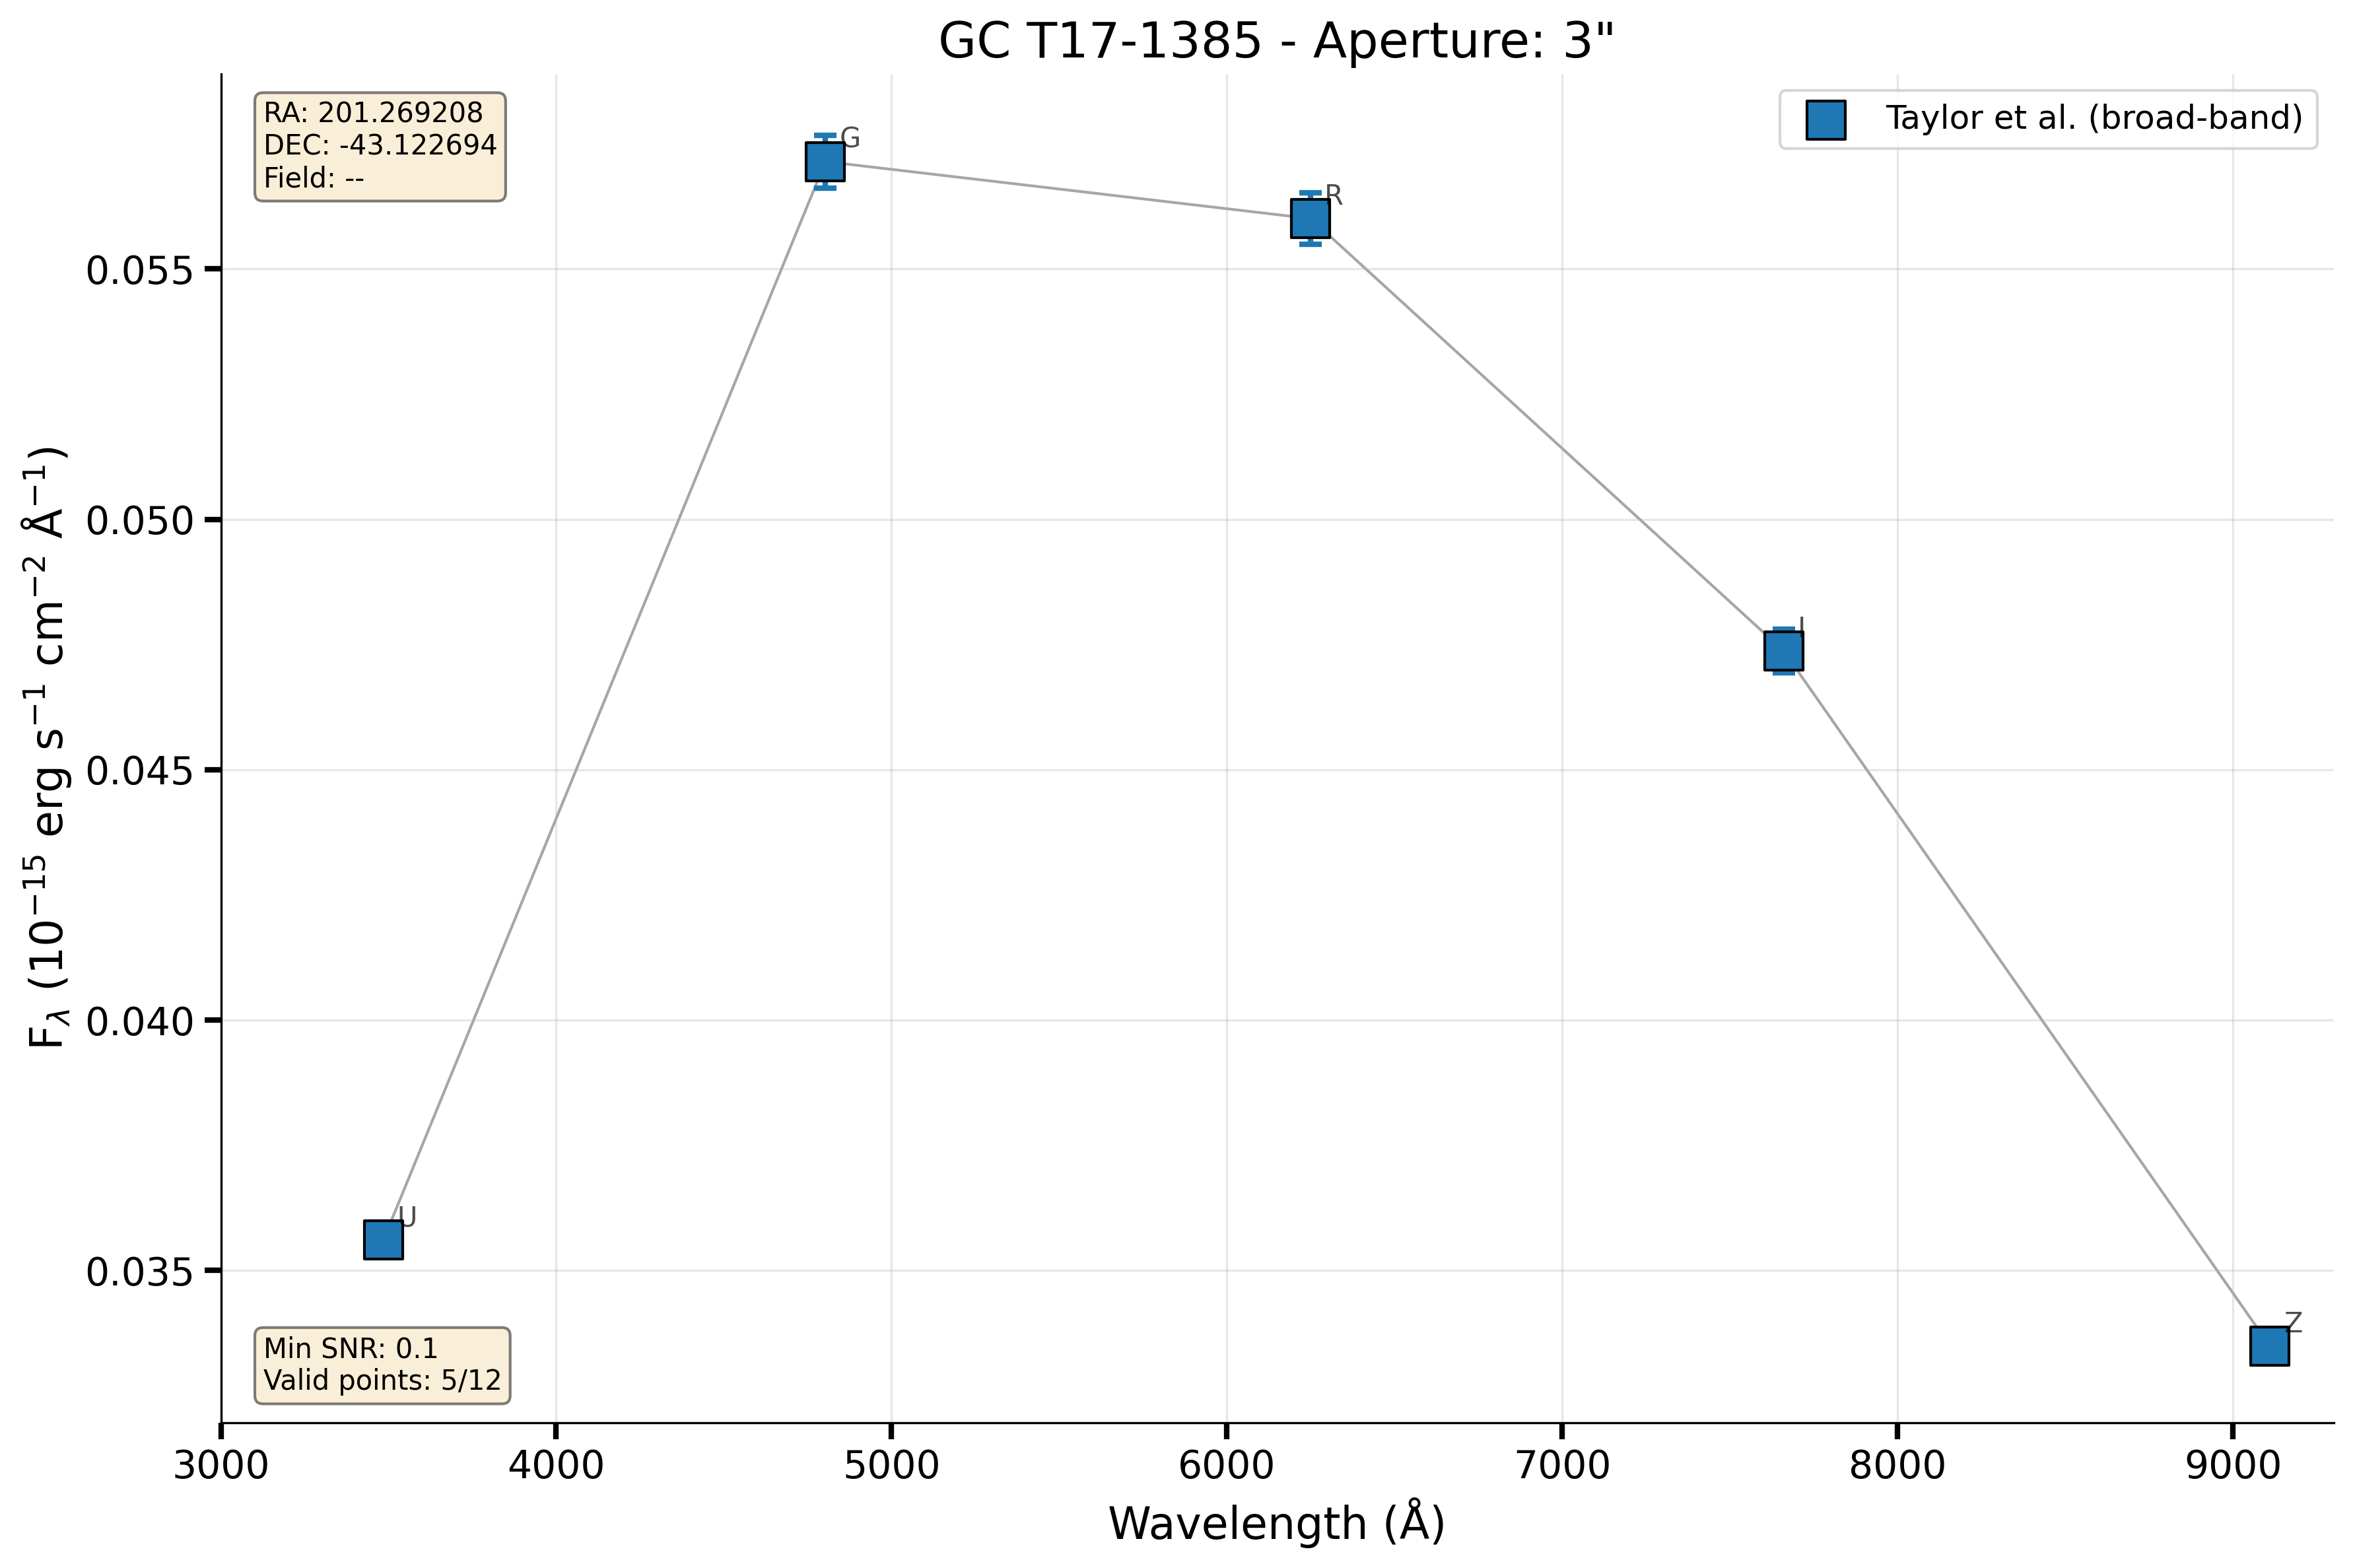 GC T17-1385 - Aperture: 3"
RA: 201.269208
DEC: -43.122694
Field: --
Taylor et al. (broad-band)
G
R
I
U
Z
Min SNR: 0.1
Valid points: 5/12
F_λ (10⁻¹⁵ erg s⁻¹ cm⁻² Å⁻¹)
0.055
0.050
0.045
0.040
0.035
3000 4000 5000 6000 7000 8000 9000
Wavelength (Å)